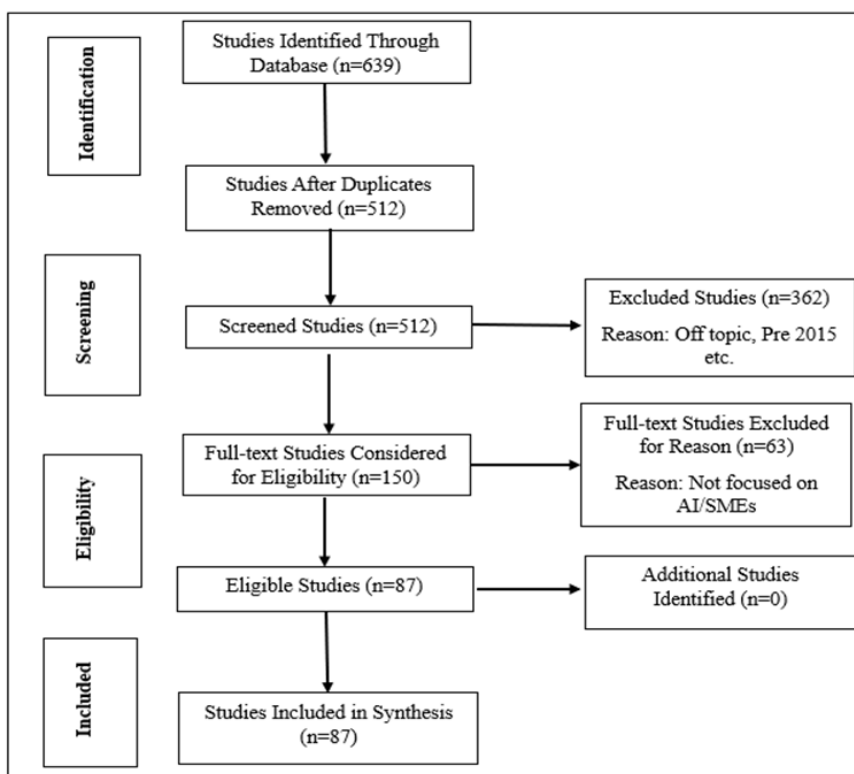 Identification
Studies Identified Through
Database (n=639)
Studies After Duplicates
Removed (n=512)
Screening
Screened Studies (n=512)
Excluded Studies (n=362)
Reason: Off topic, Pre 2015
etc.
Eligibility
Full-text Studies Considered
for Eligibility (n=150)
Full-text Studies Excluded
for Reason (n=63)
Reason: Not focused on
AI/SMEs
Eligible Studies (n=87)
Additional Studies
Identified (n=0)
Included
Studies Included in Synthesis
(n=87)